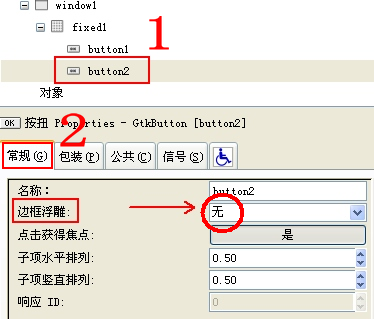 window1
fixed1
button1
1
button2
对象
OK 按扭 Properties - GtkButton [button2]
2
常规(G) 包装(P) 公共(C) 信号(S)
名称: button2
边框浮雕: 无
点击获得焦点: 是
子项水平排列: 0.50
子项竖直排列: 0.50
响应 ID: 0